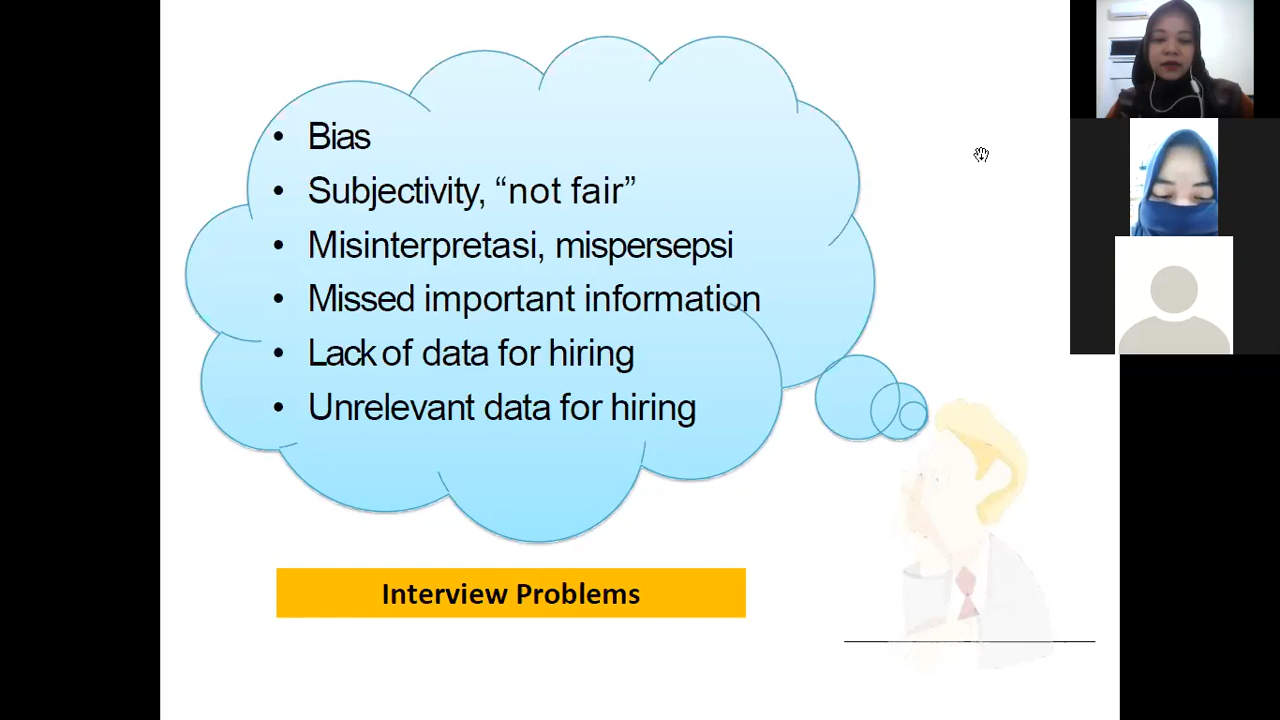 • Bias
• Subjectivity, “not fair”
• Misinterpretasi, mispersepsi
• Missed important information
• Lack of data for hiring
• Unrelevant data for hiring
Interview Problems